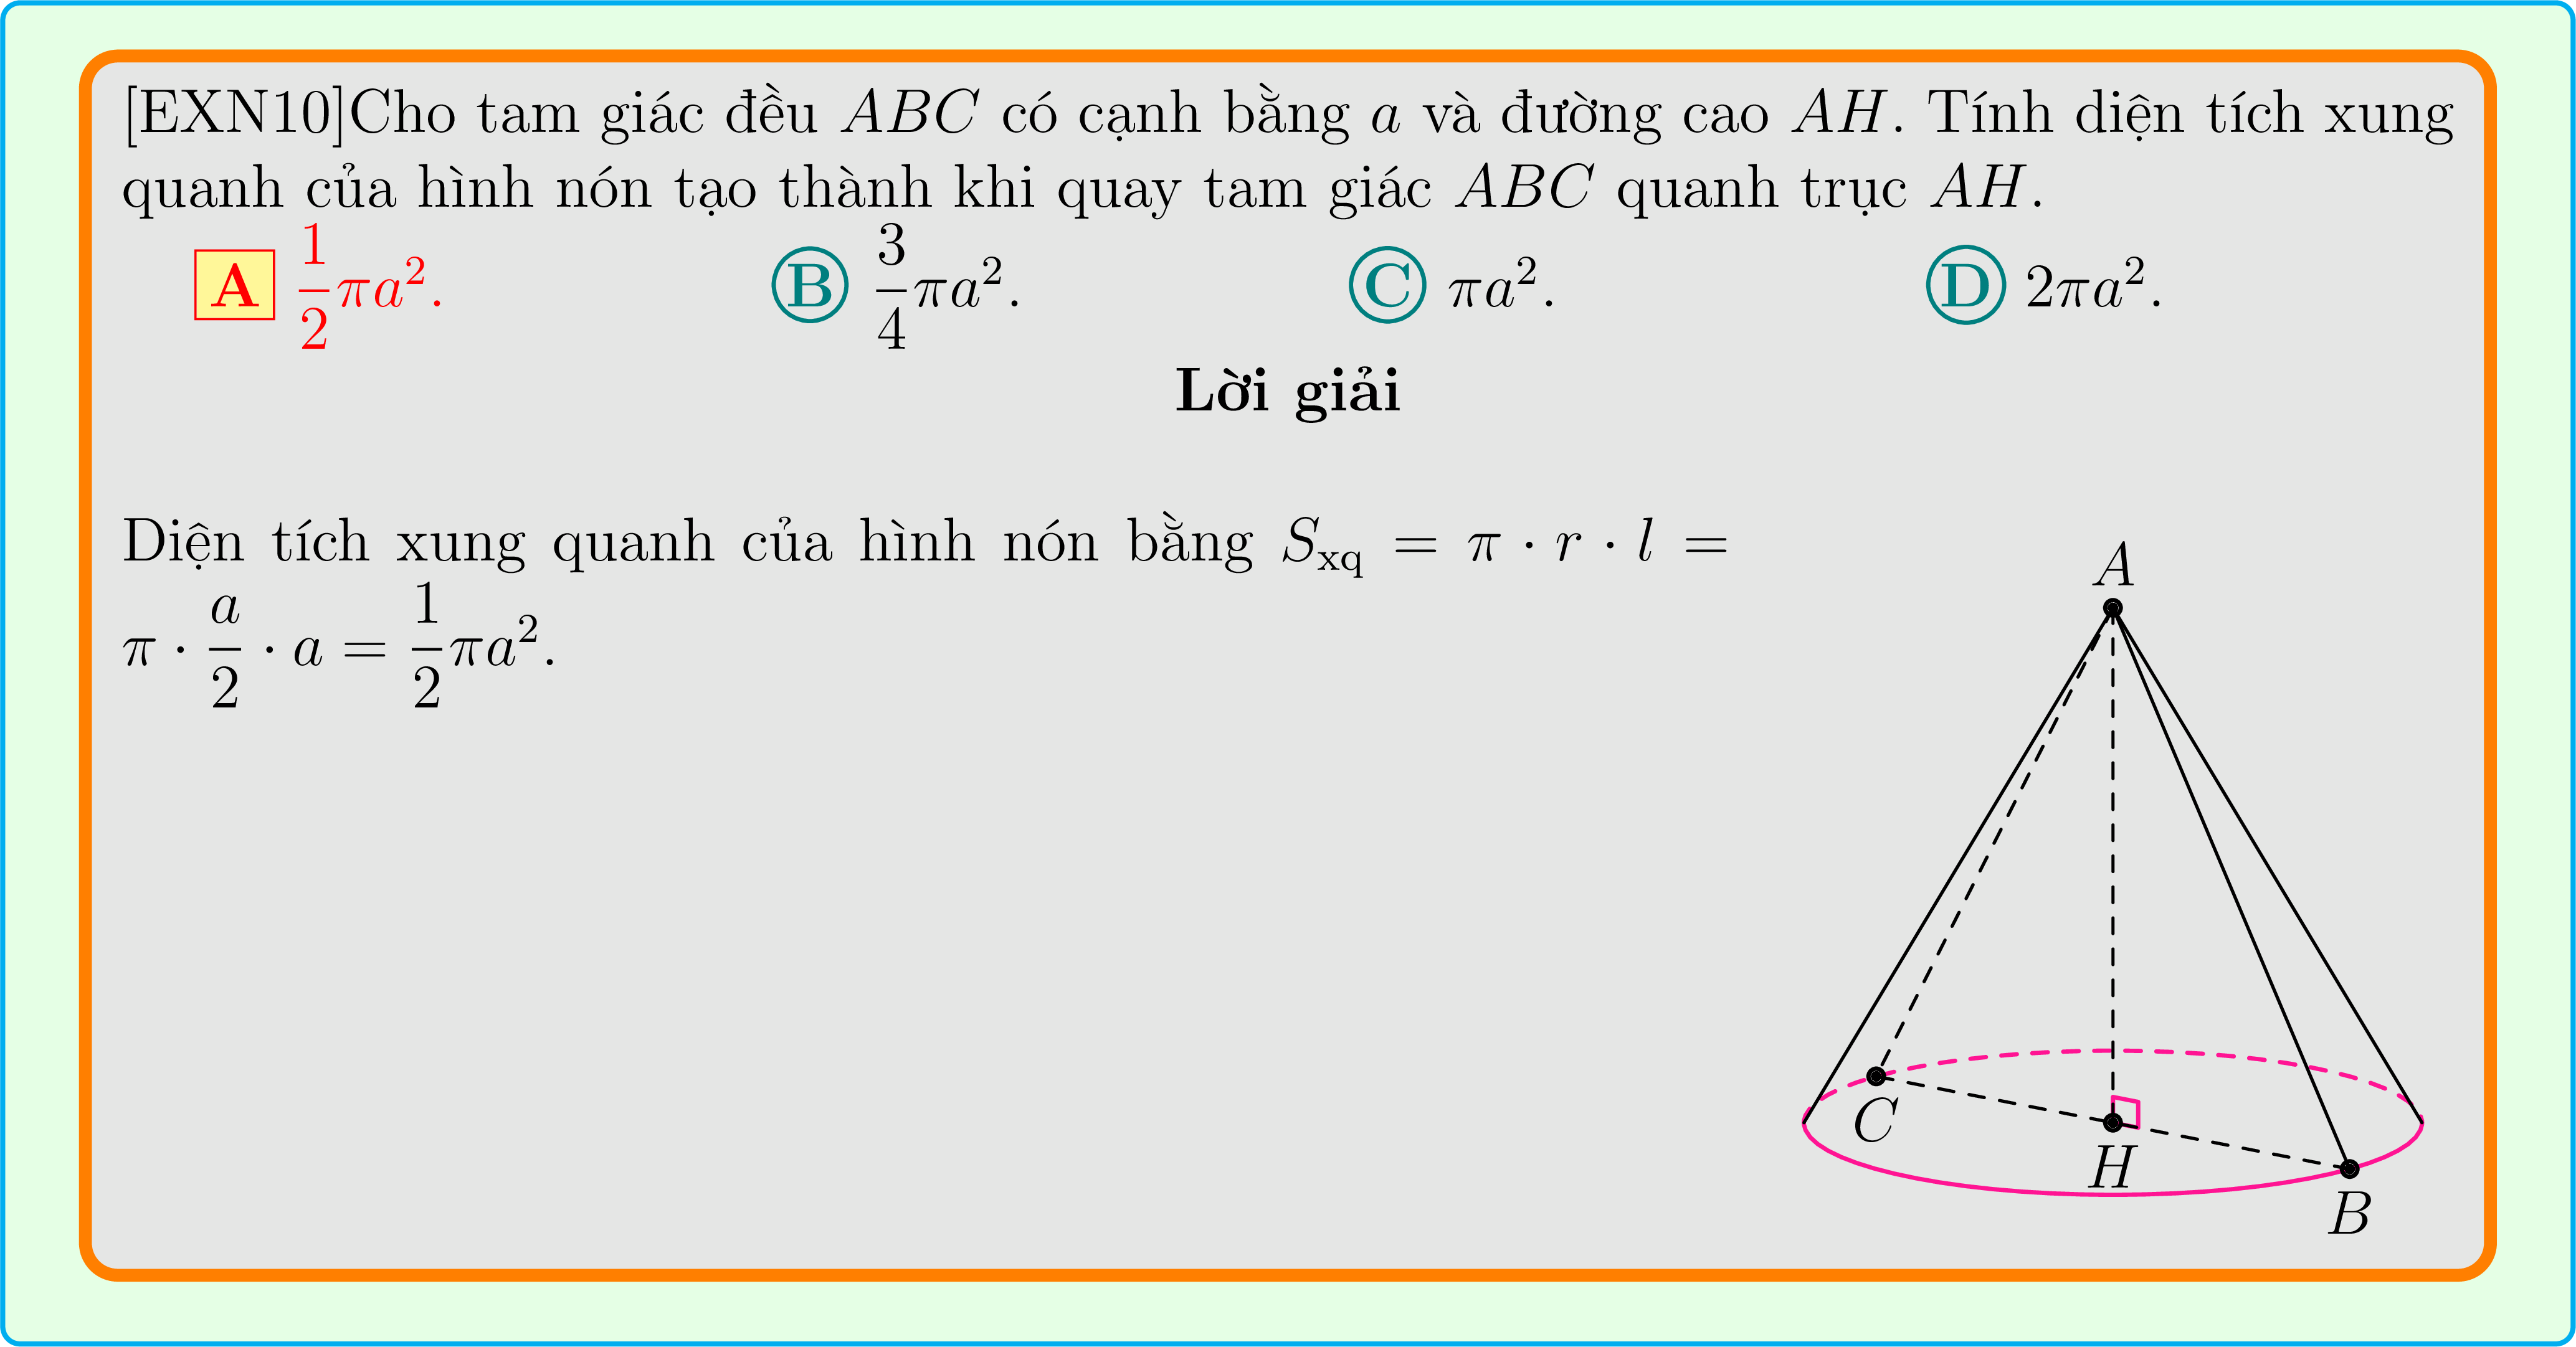 [EXN10]Cho tam giác đều ABC có cạnh bằng a và đường cao AH. Tính diện tích xung
quanh của hình nón tạo thành khi quay tam giác ABC quanh trục AH.
A $\frac{1}{2}\pi a^2$. B $\frac{3}{4}\pi a^2$. C $\pi a^2$. D $2\pi a^2$.
Lời giải
Diện tích xung quanh của hình nón bằng $S_{\text{xq}} = \pi \cdot r \cdot l =$
$\pi \cdot \frac{a}{2} \cdot a = \frac{1}{2}\pi a^2$.
A
C
H
B